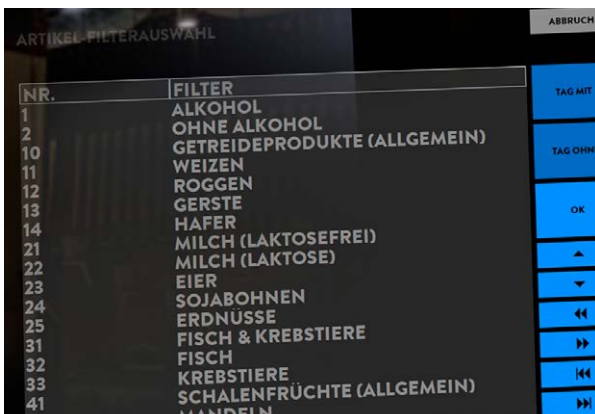 ARTIKEL-FILTERAUSWAHL
ABBRUCH
NR. FILTER
1 ALKOHOL
2 OHNE ALKOHOL
10 GETREIDEPRODUKTE (ALLGEMEIN)
11 WEIZEN
12 ROGGEN
13 GERSTE
14 HAFER
21 MILCH (LAKTOSEFREI)
22 MILCH (LAKTOSE)
23 EIER
24 SOJABOHNEN
25 ERDNÜSSE
31 FISCH & KREBSTIERE
32 FISCH
33 KREBSTIERE
41 SCHALENFRÜCHTE (ALLGEMEIN)
MANDELN
TAG MIT
TAG OHN
OK